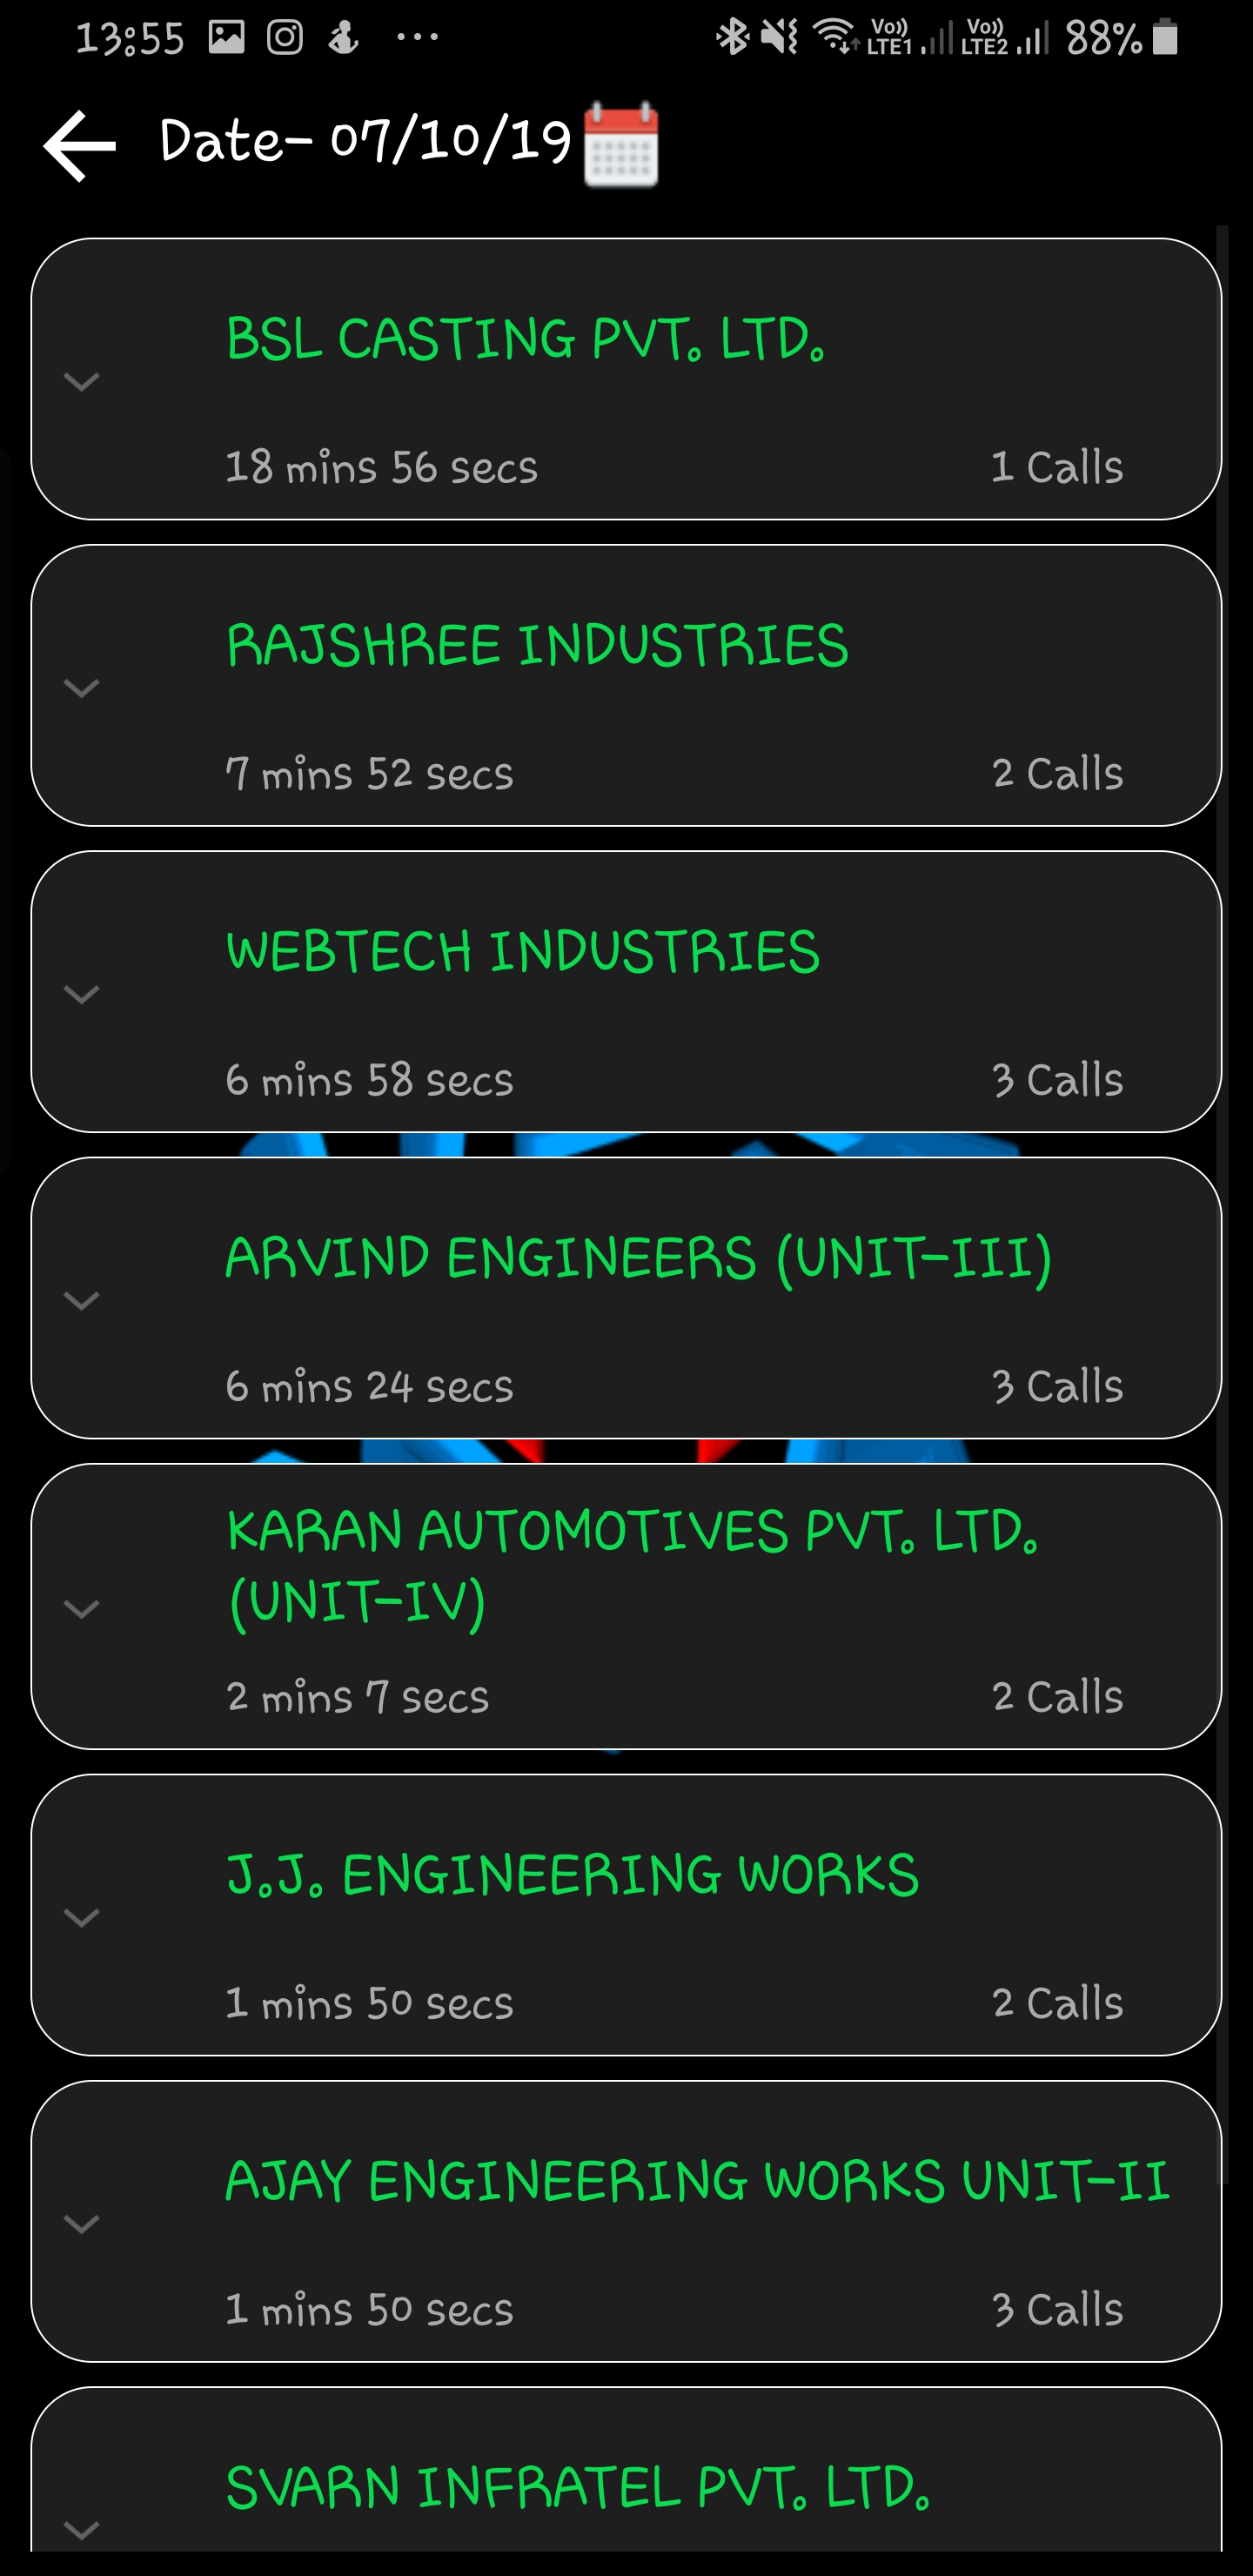 13:55
Vo)) LTE1 Vo)) LTE2 88%
Date- 07/10/19
BSL CASTING PVT. LTD.
18 mins 56 secs 1 Calls
RAJSHREE INDUSTRIES
7 mins 52 secs 2 Calls
WEBTECH INDUSTRIES
6 mins 58 secs 3 Calls
ARVIND ENGINEERS (UNIT-III)
6 mins 24 secs 3 Calls
KARAN AUTOMOTIVES PVT. LTD.
(UNIT-IV)
2 mins 7 secs 2 Calls
J.J. ENGINEERING WORKS
1 mins 50 secs 2 Calls
AJAY ENGINEERING WORKS UNIT-II
1 mins 50 secs 3 Calls
SVARN INFRATEL PVT. LTD.